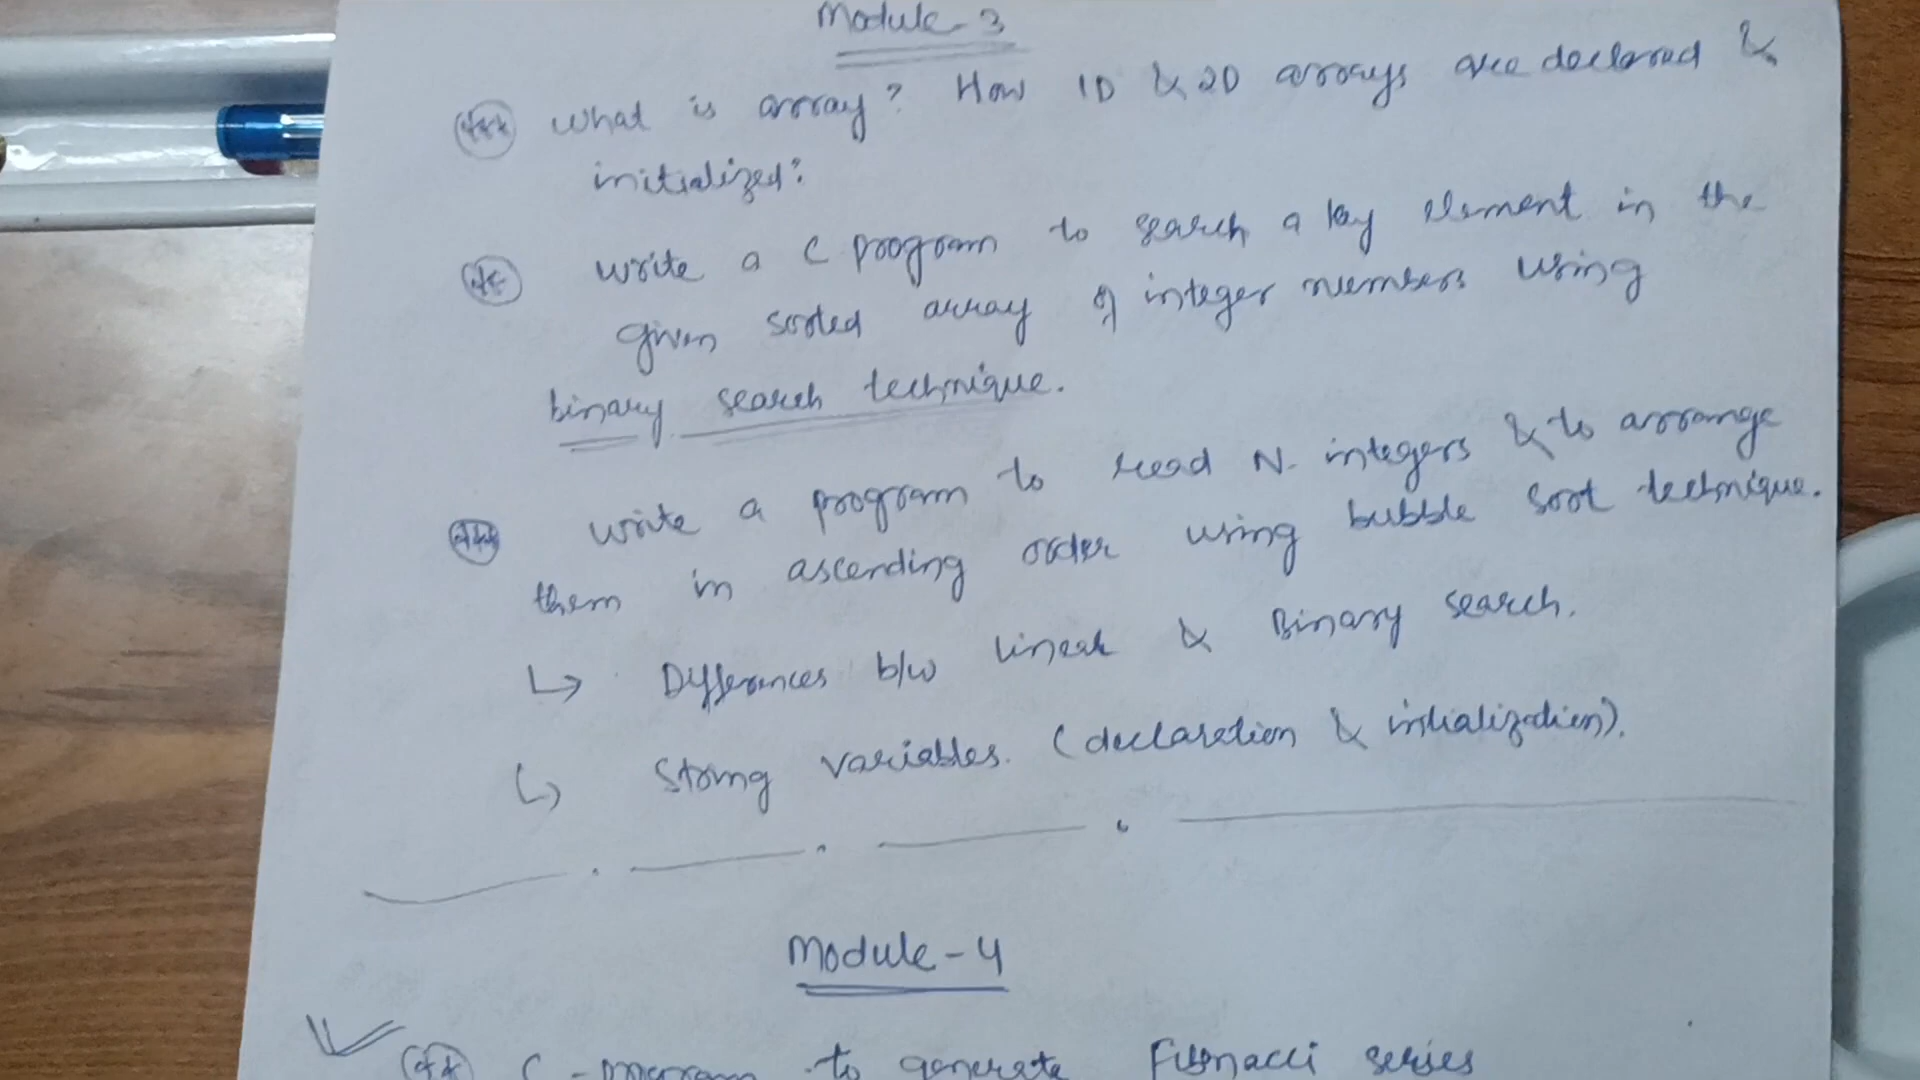 Module-3
*** What is array? How 1D & 2D arrays are declared &
initialized?
** Write a C program to search a key element in the
given sorted array of integer numbers using
binary search technique.
*** Write a program to read N integers & to arrange
them in ascending order using bubble sort technique.
↳ Differences b/w linear & Binary search.
↳ String variables. (declaration & initialization).
Module-4
** C-program to generate Fibonacci series